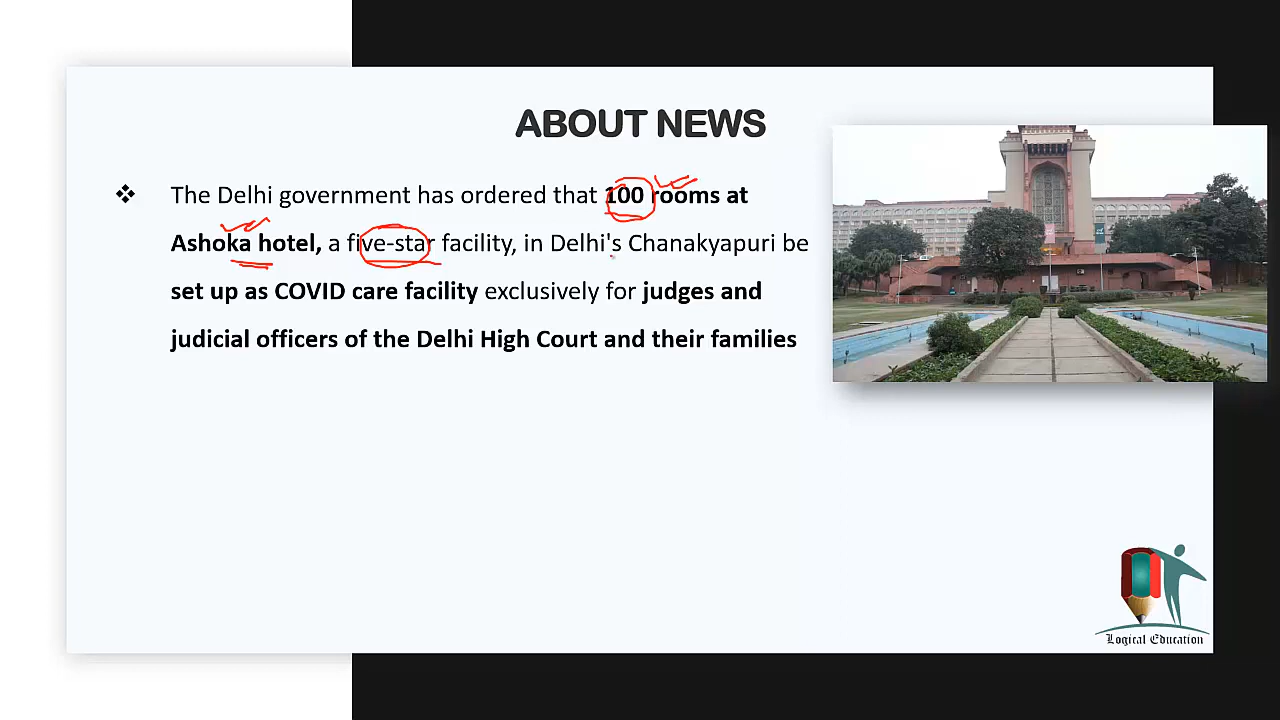 ABOUT NEWS
❖ The Delhi government has ordered that 100 rooms at
Ashoka hotel, a five-star facility, in Delhi's Chanakyapuri be
set up as COVID care facility exclusively for judges and
judicial officers of the Delhi High Court and their families
Logical Education